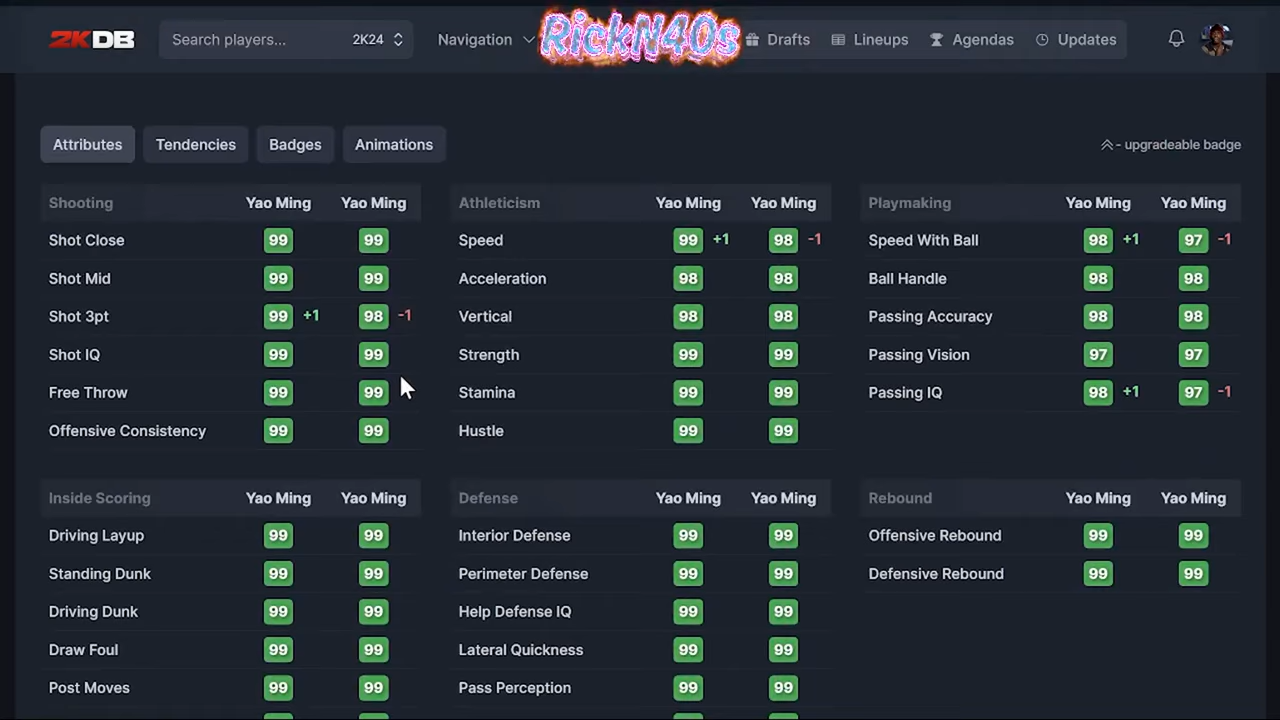 2KDB Search players... 2K24 Navigation RickN40s Drafts Lineups Agendas Updates
Attributes Tendencies Badges Animations - upgradeable badge
Shooting Yao Ming Yao Ming
Shot Close 99 99
Shot Mid 99 99
Shot 3pt 99 +1 98 -1
Shot IQ 99 99
Free Throw 99 99
Offensive Consistency 99 99
Athleticism Yao Ming Yao Ming
Speed 99 +1 98 -1
Acceleration 98 98
Vertical 98 98
Strength 99 99
Stamina 99 99
Hustle 99 99
Playmaking Yao Ming Yao Ming
Speed With Ball 98 +1 97 -1
Ball Handle 98 98
Passing Accuracy 98 98
Passing Vision 97 97
Passing IQ 98 +1 97 -1
Inside Scoring Yao Ming Yao Ming
Driving Layup 99 99
Standing Dunk 99 99
Driving Dunk 99 99
Draw Foul 99 99
Post Moves 99 99
Defense Yao Ming Yao Ming
Interior Defense 99 99
Perimeter Defense 99 99
Help Defense IQ 99 99
Lateral Quickness 99 99
Pass Perception 99 99
Rebound Yao Ming Yao Ming
Offensive Rebound 99 99
Defensive Rebound 99 99